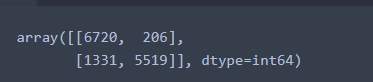 array([[6720,  206],
       [1331, 5519]], dtype=int64)